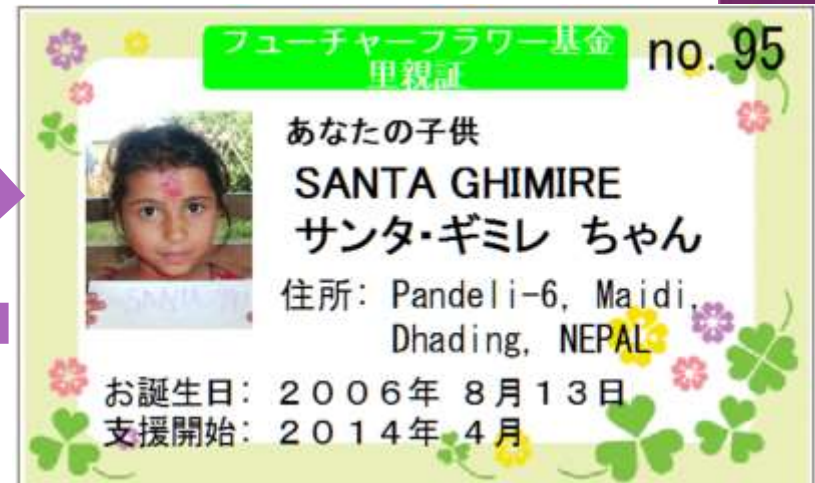 フューチャーフラワー基金
里親証
no. 95
あなたの子供
SANTA GHIMIRE
サンタ・ギミレ ちゃん
住所: Pandeli-6, Maidi,
Dhading, NEPAL
お誕生日: 2006年 8月13日
支援開始: 2014年 4月